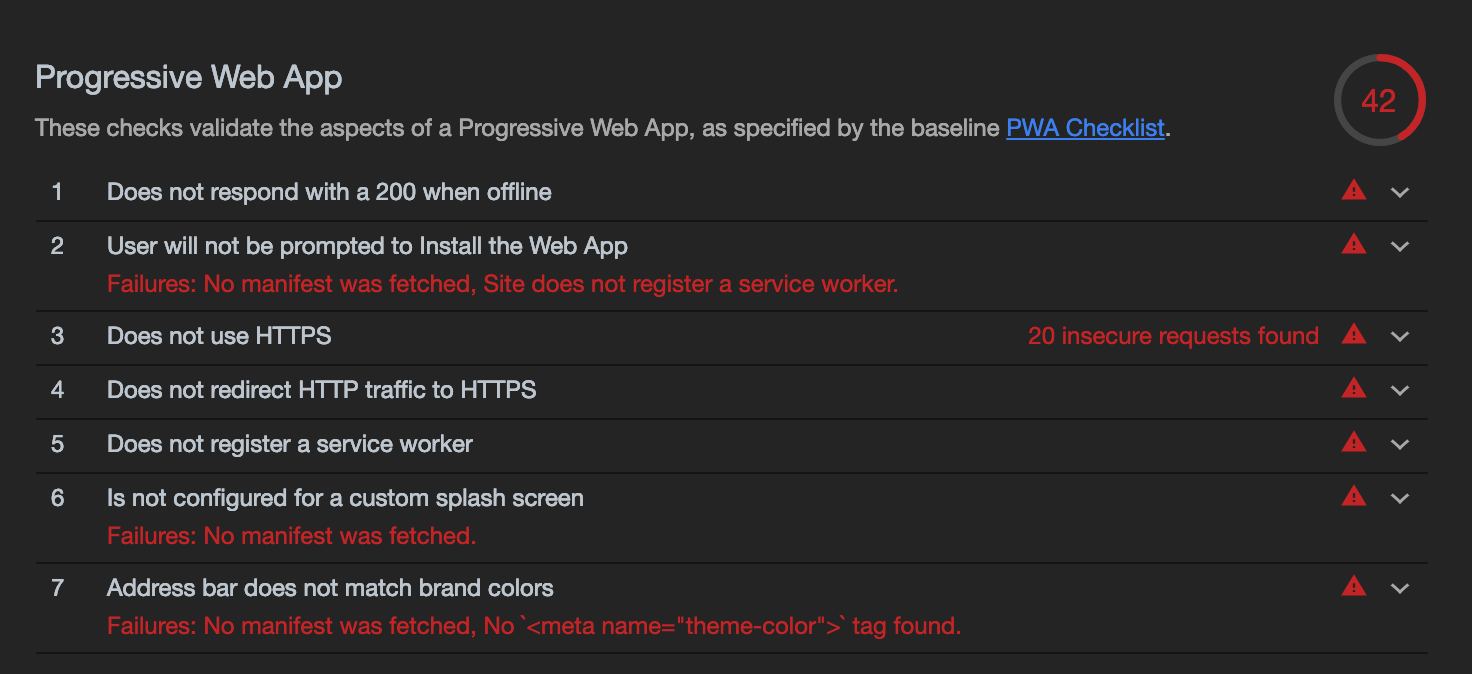 Progressive Web App
42
These checks validate the aspects of a Progressive Web App, as specified by the baseline PWA Checklist.
1 Does not respond with a 200 when offline
2 User will not be prompted to Install the Web App
Failures: No manifest was fetched, Site does not register a service worker.
3 Does not use HTTPS 20 insecure requests found
4 Does not redirect HTTP traffic to HTTPS
5 Does not register a service worker
6 Is not configured for a custom splash screen
Failures: No manifest was fetched.
7 Address bar does not match brand colors
Failures: No manifest was fetched, No `<meta name="theme-color">` tag found.